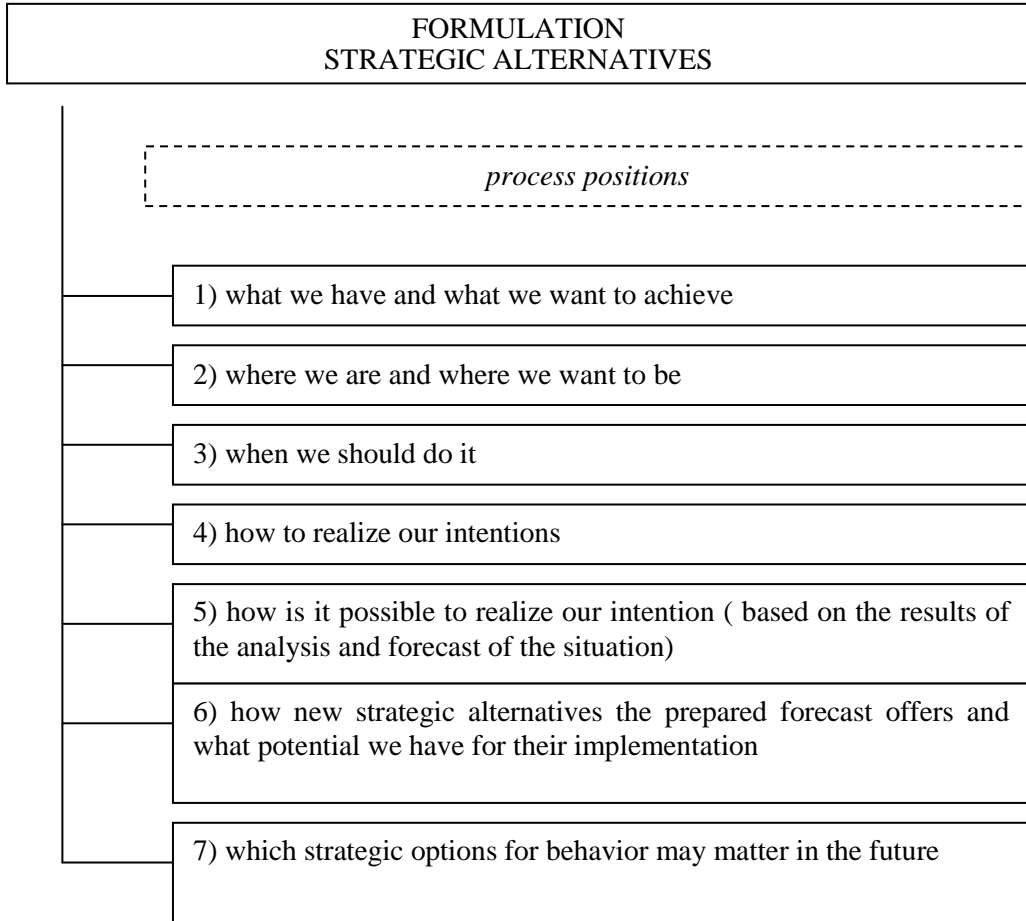 FORMULATION
STRATEGIC ALTERNATIVES
process positions
1) what we have and what we want to achieve
2) where we are and where we want to be
3) when we should do it
4) how to realize our intentions
5) how is it possible to realize our intention ( based on the results of
the analysis and forecast of the situation)
6) how new strategic alternatives the prepared forecast offers and
what potential we have for their implementation
7) which strategic options for behavior may matter in the future